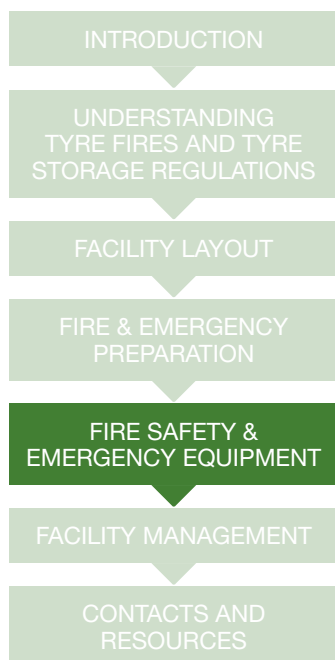 INTRODUCTION
UNDERSTANDING
TYRE FIRES AND TYRE
STORAGE REGULATIONS
FACILITY LAYOUT
FIRE & EMERGENCY
PREPARATION
FIRE SAFETY &
EMERGENCY EQUIPMENT
FACILITY MANAGEMENT
CONTACTS AND
RESOURCES